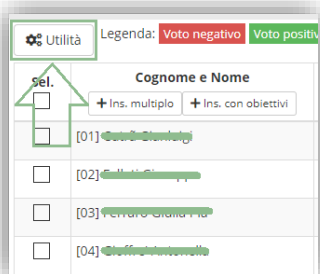 Utilità Legenda: Voto negativo Voto positiv
Sel. Cognome e Nome
+ Ins. multiplo + Ins. con obiettivi
[01]
[02]
[03]
[04]